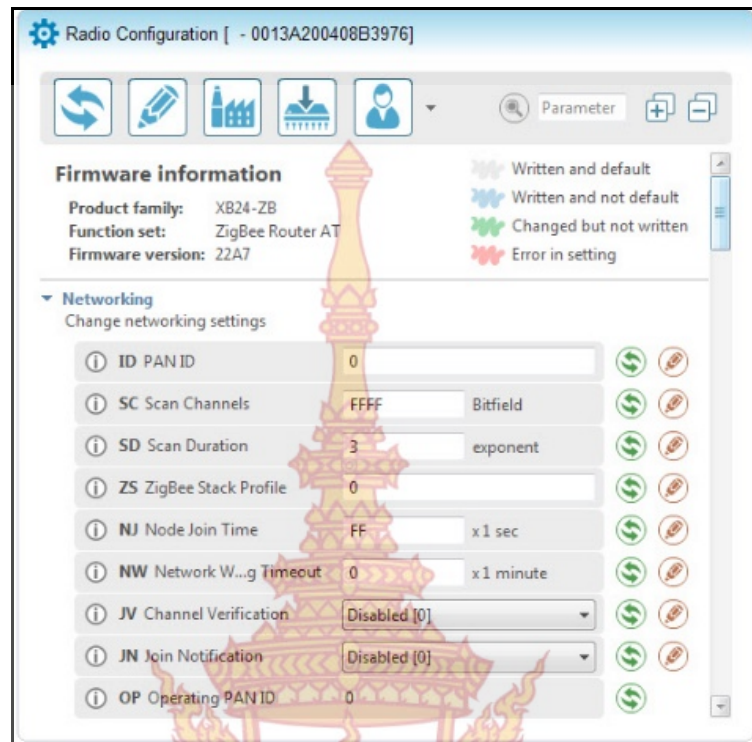 Radio Configuration [ - 0013A200408B3976]
Parameter
Firmware information
Product family: XB24-ZB
Function set: ZigBee Router AT
Firmware version: 22A7
Written and default
Written and not default
Changed but not written
Error in setting
Networking
Change networking settings
ID PAN ID 0
SC Scan Channels FFFF Bitfield
SD Scan Duration 3 exponent
ZS ZigBee Stack Profile 0
NJ Node Join Time FF x 1 sec
NW Network W...g Timeout 0 x 1 minute
JV Channel Verification Disabled [0]
JN Join Notification Disabled [0]
OP Operating PAN ID 0